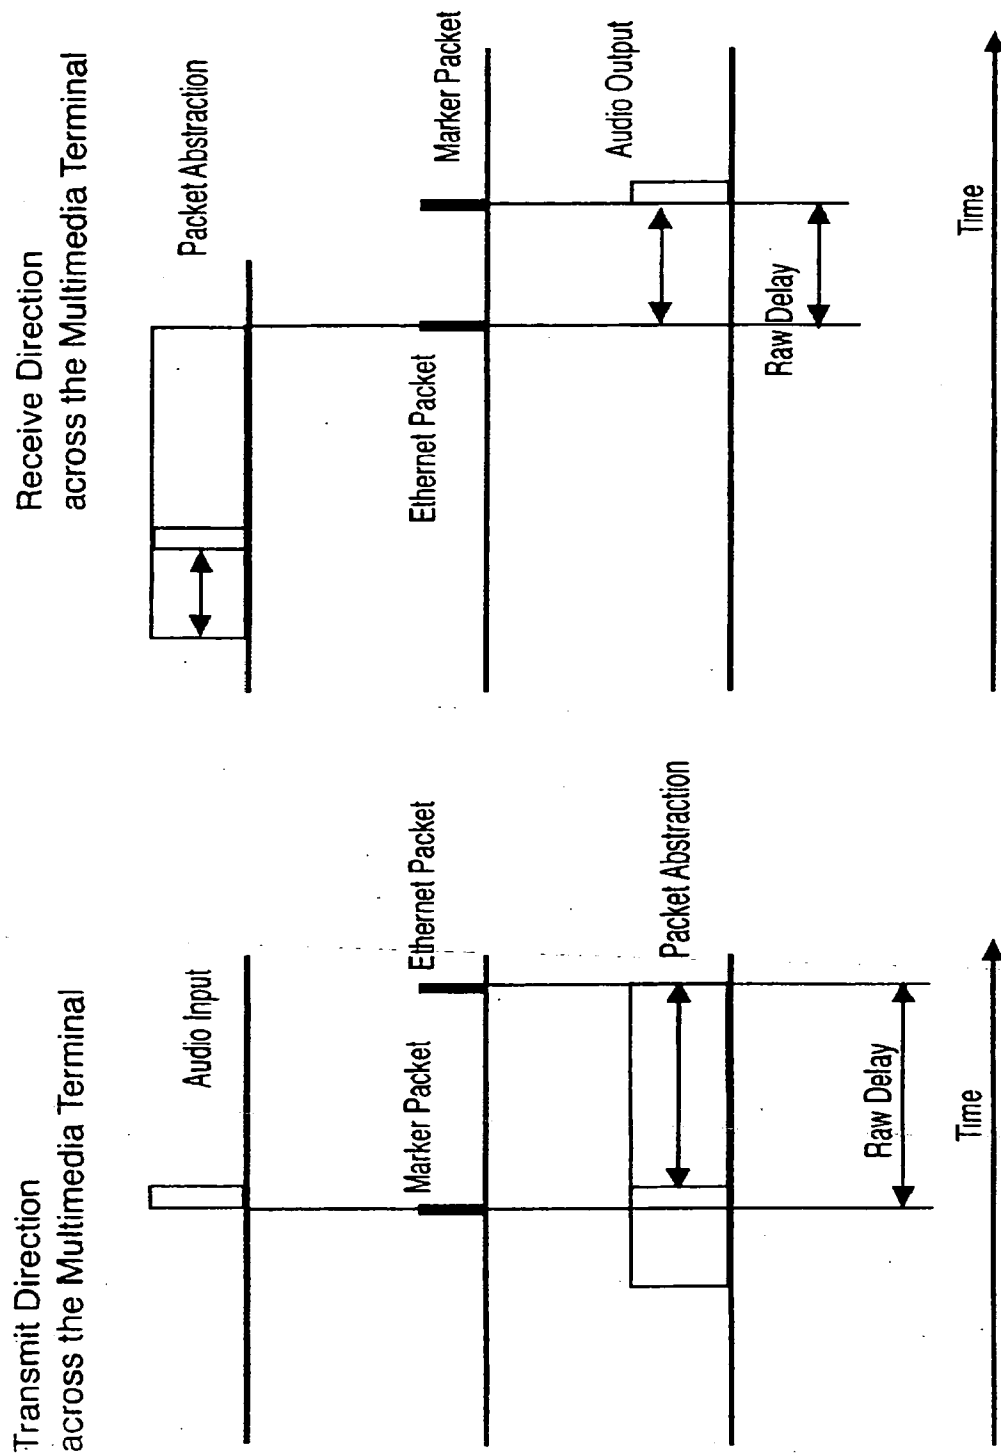 Transmit Direction
across the Multimedia Terminal
Audio Input
Marker Packet
Ethernet Packet
Packet Abstraction
Raw Delay
Time
Receive Direction
across the Multimedia Terminal
Packet Abstraction
Ethernet Packet
Marker Packet
Audio Output
Raw Delay
Time